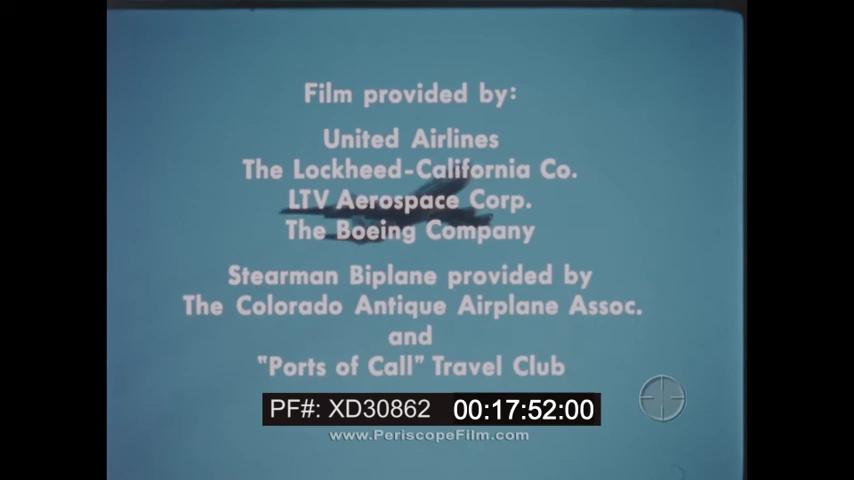 Film provided by:
United Airlines
The Lockheed-California Co.
LTV Aerospace Corp.
The Boeing Company
Stearman Biplane provided by
The Colorado Antique Airplane Assoc.
and
"Ports of Call" Travel Club
PF#: XD30862 00:17:52:00
www.PeriscopeFilm.com